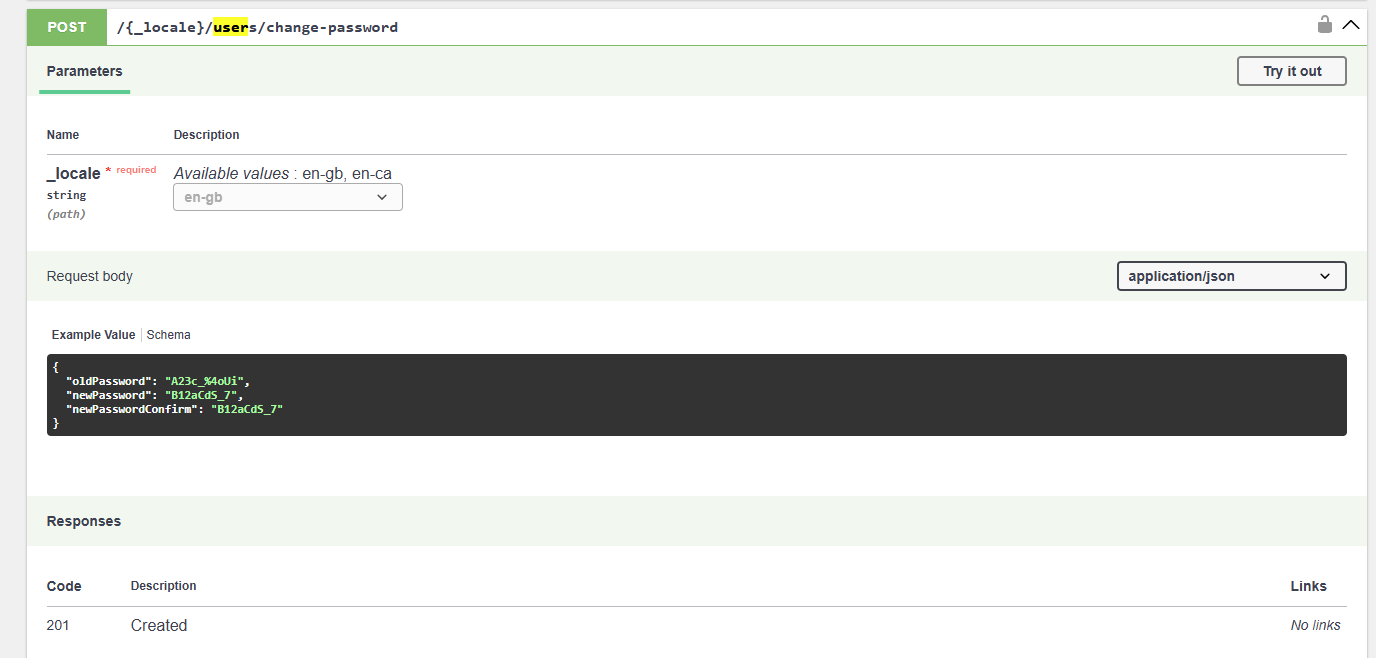 POST /{_locale}/users/change-password
Parameters
Try it out
Name Description
_locale * required
string
(path)
Available values : en-gb, en-ca
en-gb
Request body
application/json
Example Value Schema
{
"oldPassword": "A23c_%4oUi",
"newPassword": "B12aCdS_7",
"newPasswordConfirm": "B12aCdS_7"
}
Responses
Code Description Links
201 Created No links